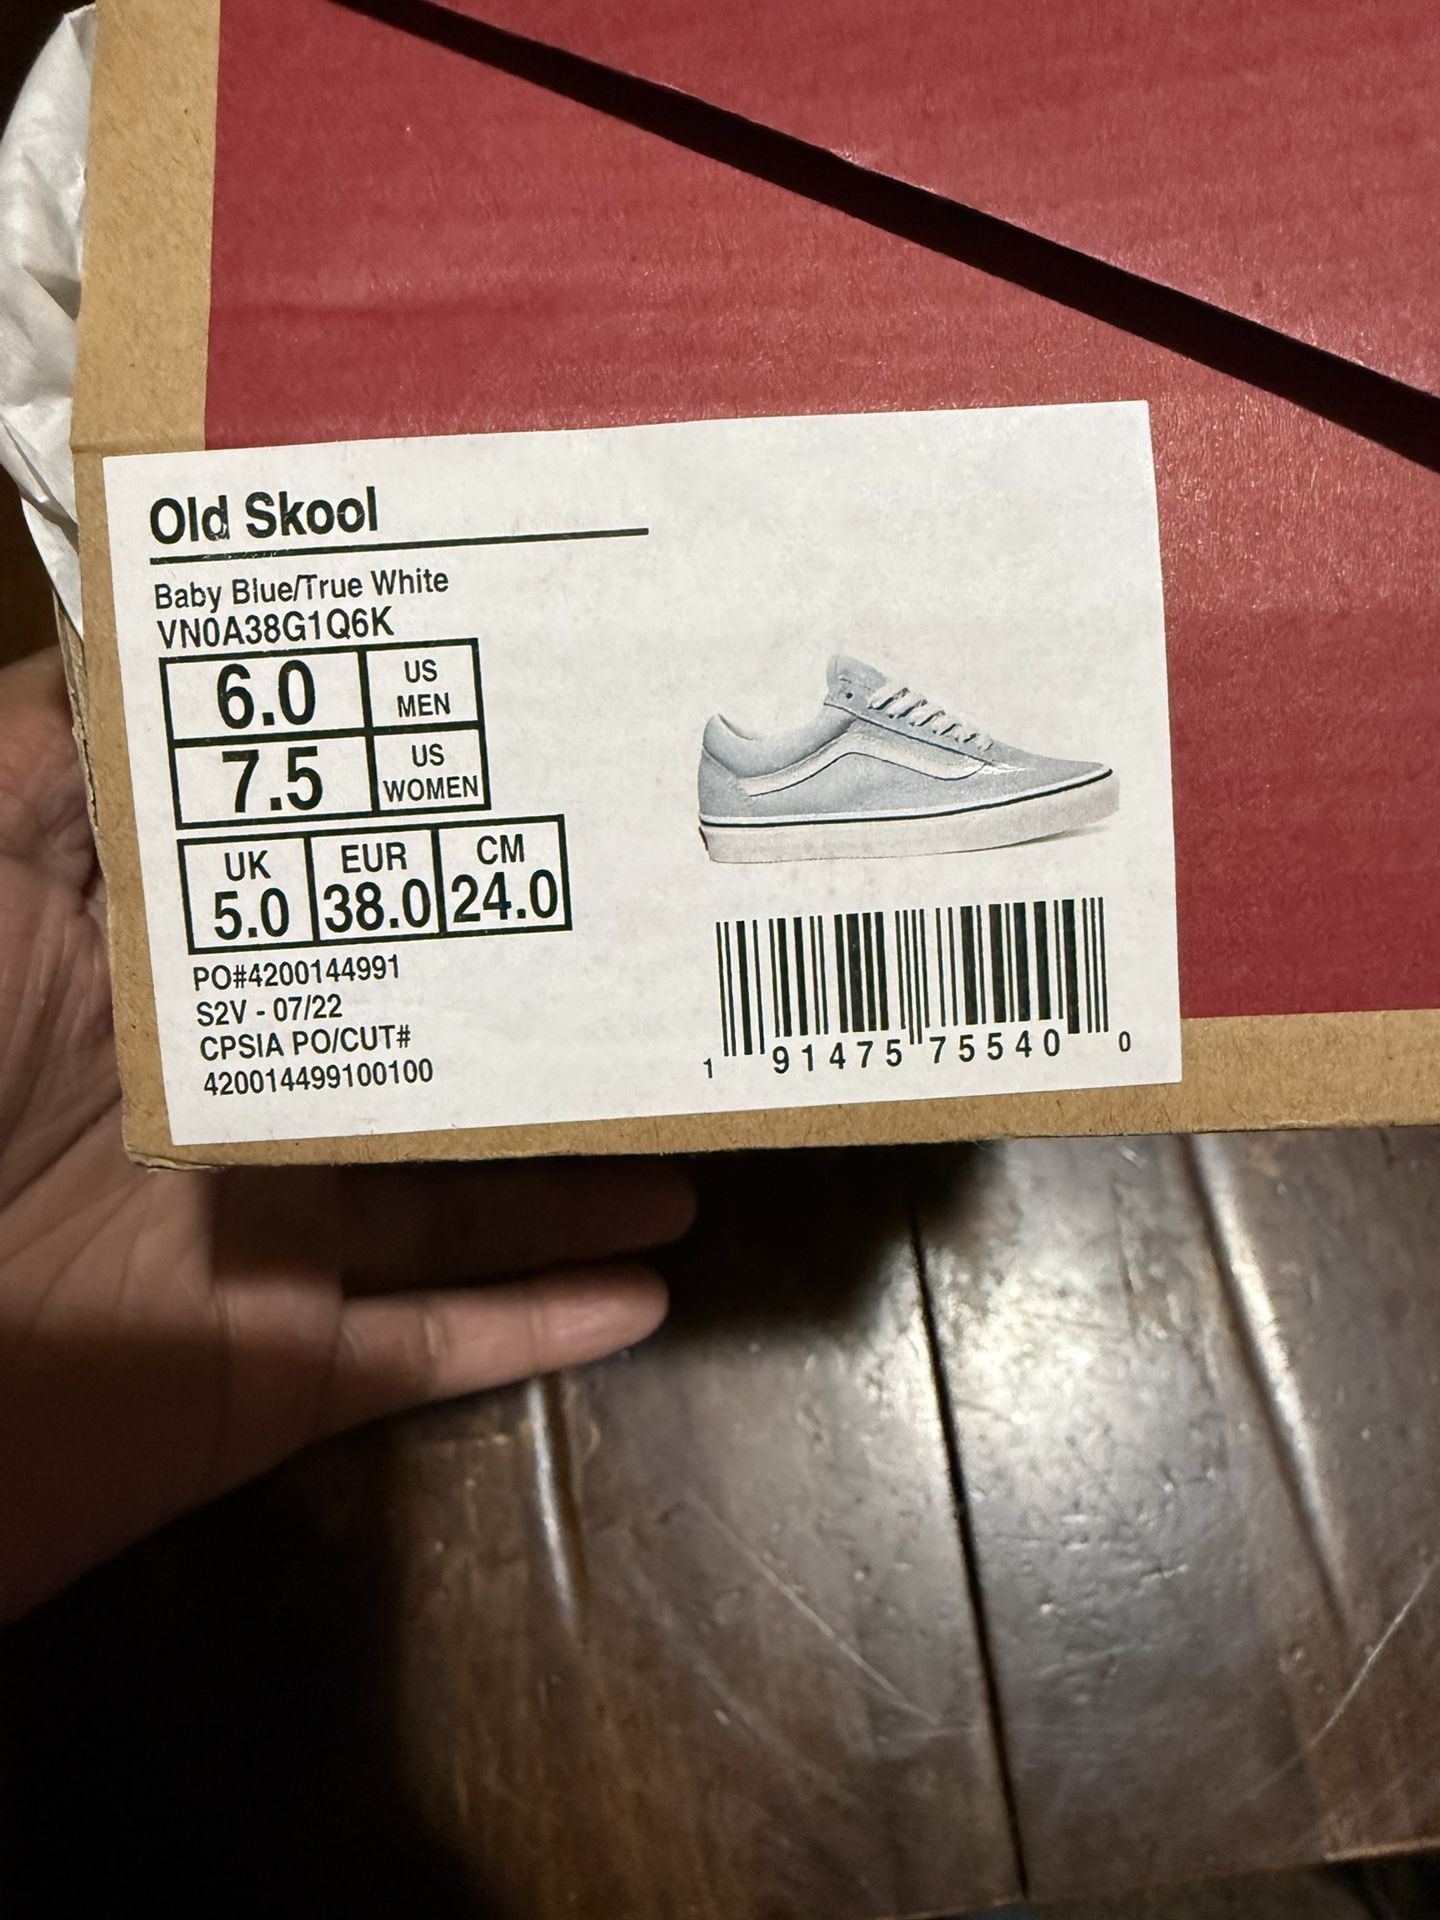 Old Skool
Baby Blue/True White
VN0A38G1Q6K
6.0 US MEN
7.5 US WOMEN
UK EUR CM
5.0 38.0 24.0
PO#4200144991
S2V - 07/22
CPSIA PO/CUT#
420014499100100
1 91475 75540 0